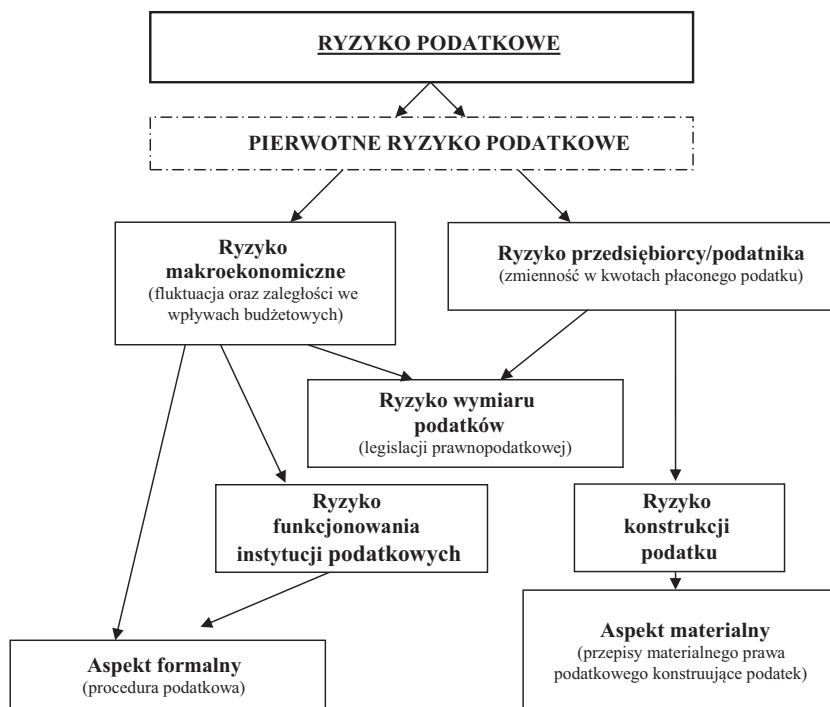 RYZYKO PODATKOWE
PIERWOTNE RYZYKO PODATKOWE
Ryzyko
makroekonomiczne
(fluktuacja oraz zaległości we
wpływach budżetowych)
Ryzyko przedsiębiorcy/podatnika
(zmienność w kwotach płaconego podatku)
Ryzyko wymiaru
podatków
(legislacji prawnopodatkowej)
Ryzyko
funkcjonowania
instytucji podatkowych
Ryzyko
konstrukcji
podatku
Aspekt formalny
(procedura podatkowa)
Aspekt materialny
(przepisy materialnego prawa
podatkowego konstruujące podatek)